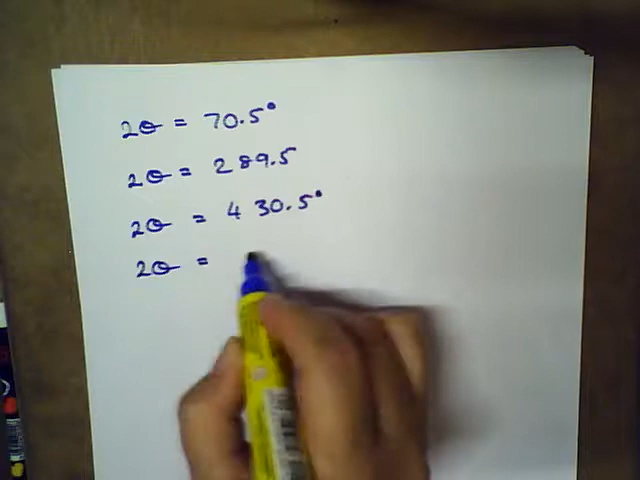 2θ = 70.5°
2θ = 289.5
2θ = 430.5°
2θ =